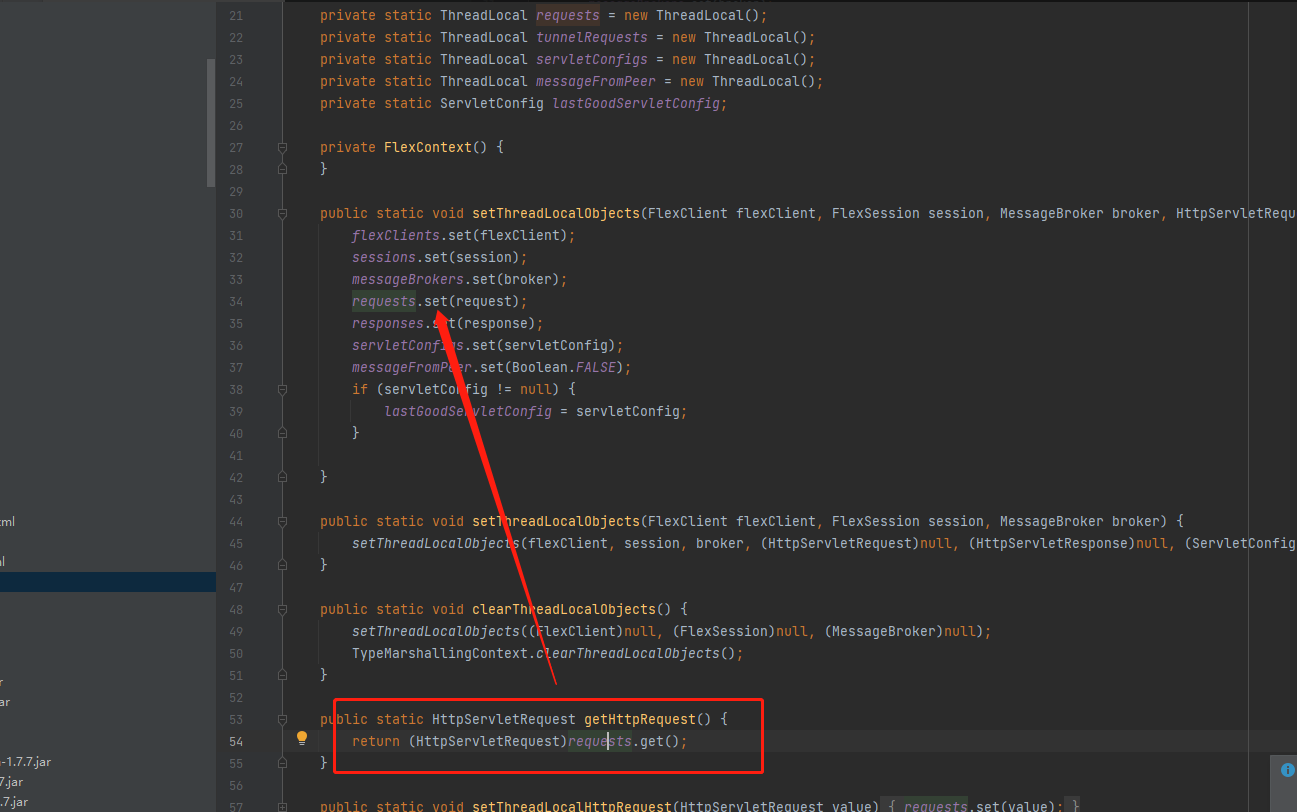 21 private static ThreadLocal requests = new ThreadLocal();
22 private static ThreadLocal tunnelRequests = new ThreadLocal();
23 private static ThreadLocal servletConfigs = new ThreadLocal();
24 private static ThreadLocal messageFromPeer = new ThreadLocal();
25 private static ServletConfig lastGoodServletConfig;
26
27 private FlexContext() {
28 }
29
30 public static void setThreadLocalObjects(FlexClient flexClient, FlexSession session, MessageBroker broker, HttpServletRequ
31 flexClients.set(flexClient);
32 sessions.set(session);
33 messageBrokers.set(broker);
34 requests.set(request);
35 responses.set(response);
36 servletConfigs.set(servletConfig);
37 messageFromPeer.set(Boolean.FALSE);
38 if (servletConfig != null) {
39 lastGoodServletConfig = servletConfig;
40 }
41
42 }
43
xml
44 public static void setThreadLocalObjects(FlexClient flexClient, FlexSession session, MessageBroker broker) {
45 setThreadLocalObjects(flexClient, session, broker, (HttpServletRequest)null, (HttpServletResponse)null, (ServletConfig
l
46 }
47
48 public static void clearThreadLocalObjects() {
49 setThreadLocalObjects((FlexClient)null, (FlexSession)null, (MessageBroker)null);
50 TypeMarshallingContext.clearThreadLocalObjects();
51 }
r
52
ar
53 public static HttpServletRequest getHttpRequest() {
54 return (HttpServletRequest)requests.get();
55 }
-1.7.7.jar
56
7.jar
57 public static void setThreadLocalHttpRequest(HttpServletRequest value) { requests.set(value); }
.7.jar